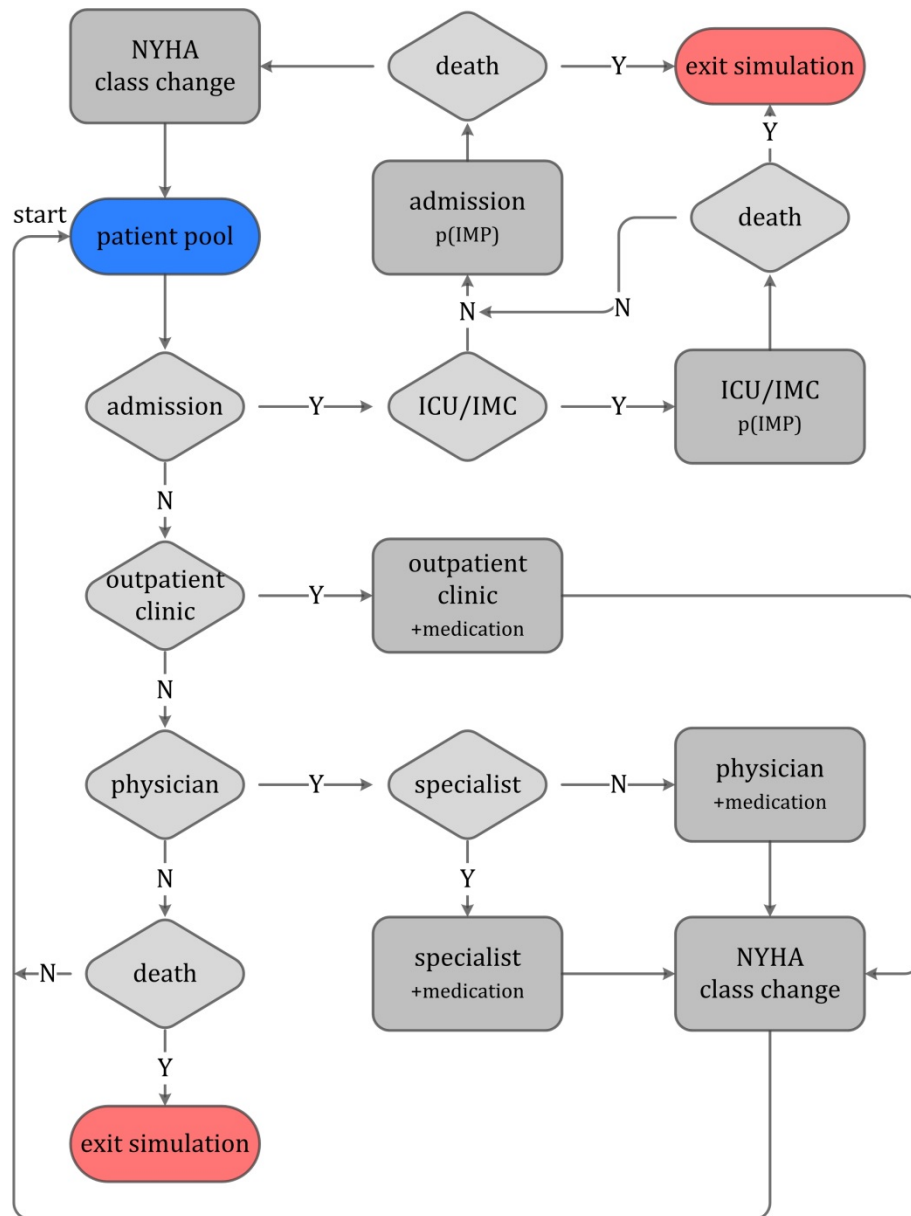 NYHA
class change
death
Y
exit simulation
Y
admission
p(IMP)
death
start
patient pool
N
N
admission
Y
ICU/IMC
Y
ICU/IMC
p(IMP)
N
outpatient
clinic
Y
outpatient
clinic
+medication
N
physician
Y
specialist
N
physician
+medication
N
Y
N
death
specialist
+medication
NYHA
class change
Y
exit simulation